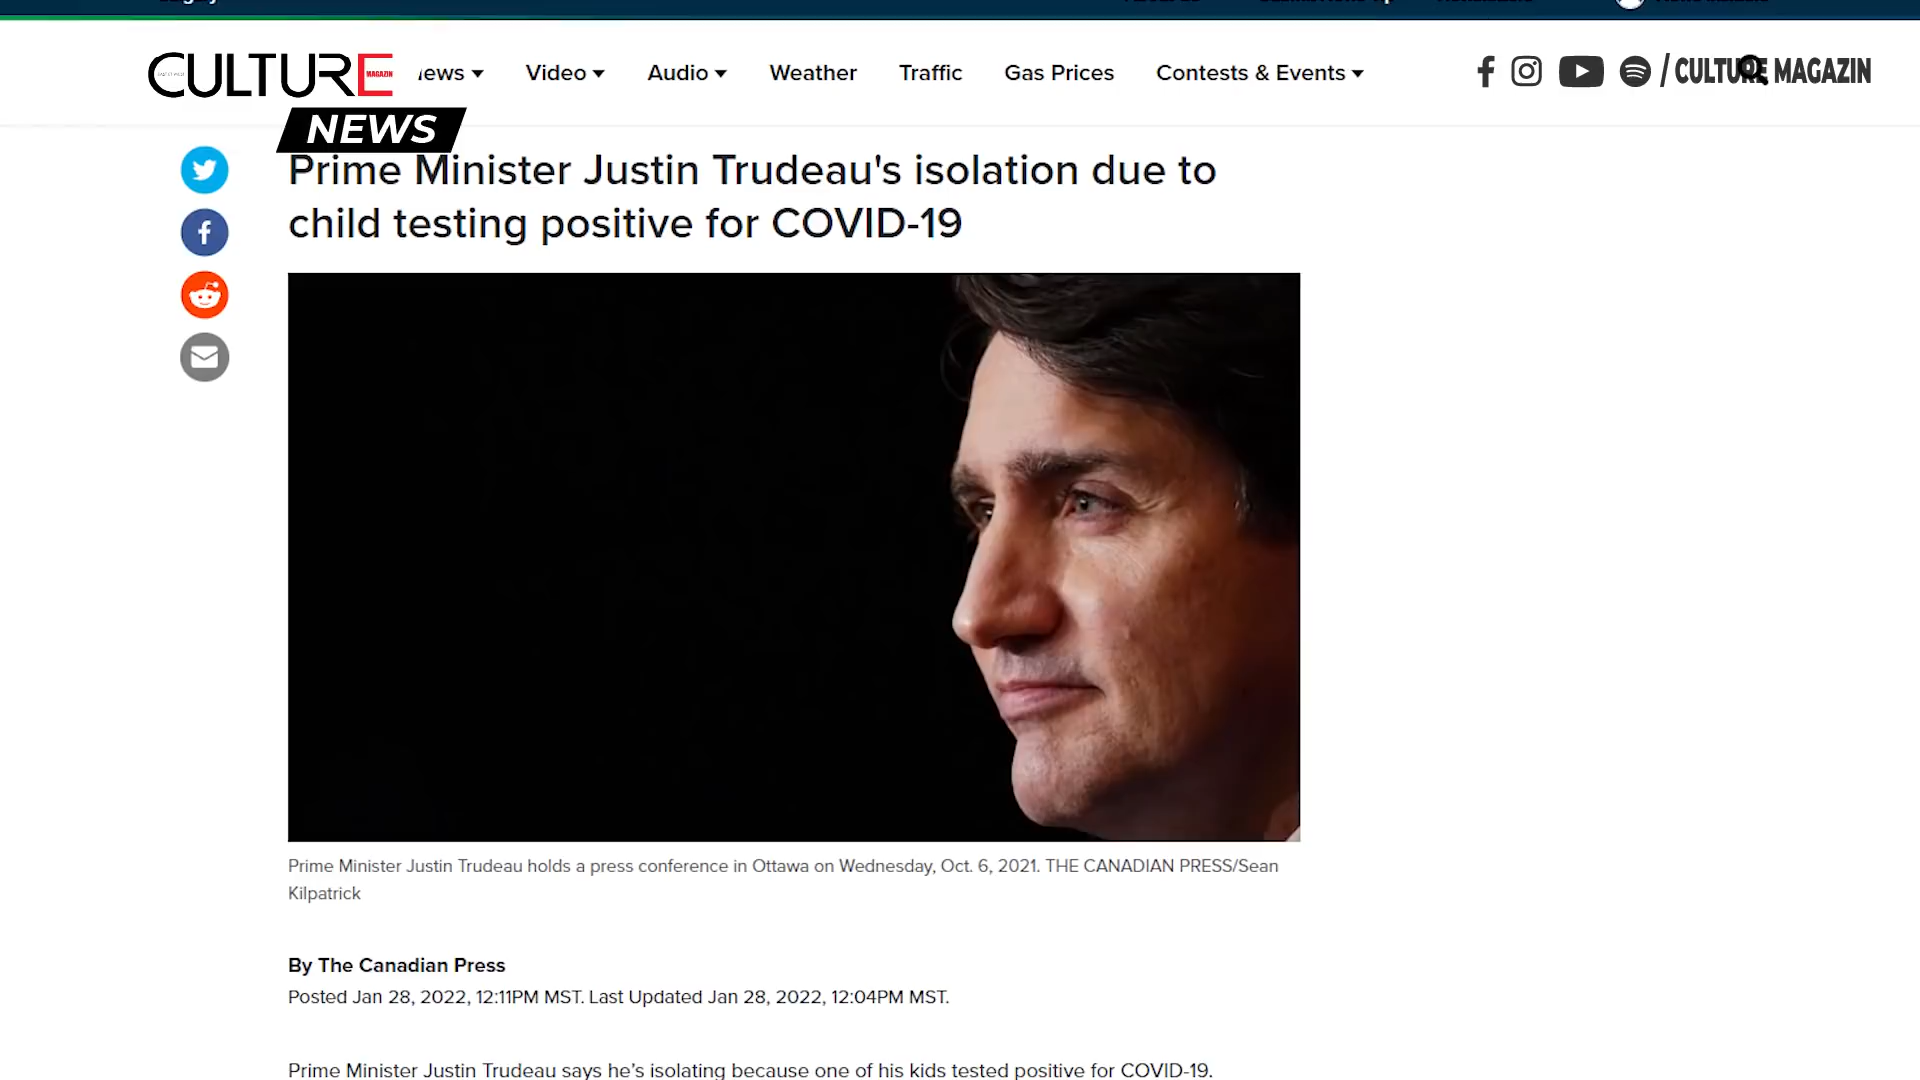 CULTURE
MAGAZIN
NEWS
Video
Audio
Weather
Traffic
Gas Prices
Contests & Events
/ CULTURE MAGAZIN
Prime Minister Justin Trudeau's isolation due to
child testing positive for COVID-19
Prime Minister Justin Trudeau holds a press conference in Ottawa on Wednesday, Oct. 6, 2021. THE CANADIAN PRESS/Sean
Kilpatrick
By The Canadian Press
Posted Jan 28, 2022, 12:11PM MST. Last Updated Jan 28, 2022, 12:04PM MST.
Prime Minister Justin Trudeau says he's isolating because one of his kids tested positive for COVID-19.